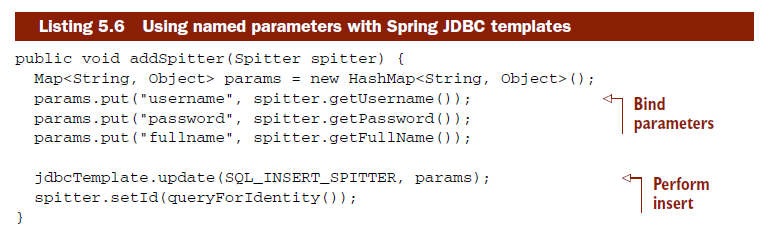 Listing 5.6 Using named parameters with Spring JDBC templates
public void addSpitter(Spitter spitter) {
Map<String, Object> params = new HashMap<String, Object>();
params.put("username", spitter.getUsername());
params.put("password", spitter.getPassword());
params.put("fullname", spitter.getFullName());
Bind
parameters
jdbcTemplate.update(SQL_INSERT_SPITTER, params);
spitter.setId(queryForIdentity());
Perform
insert
}